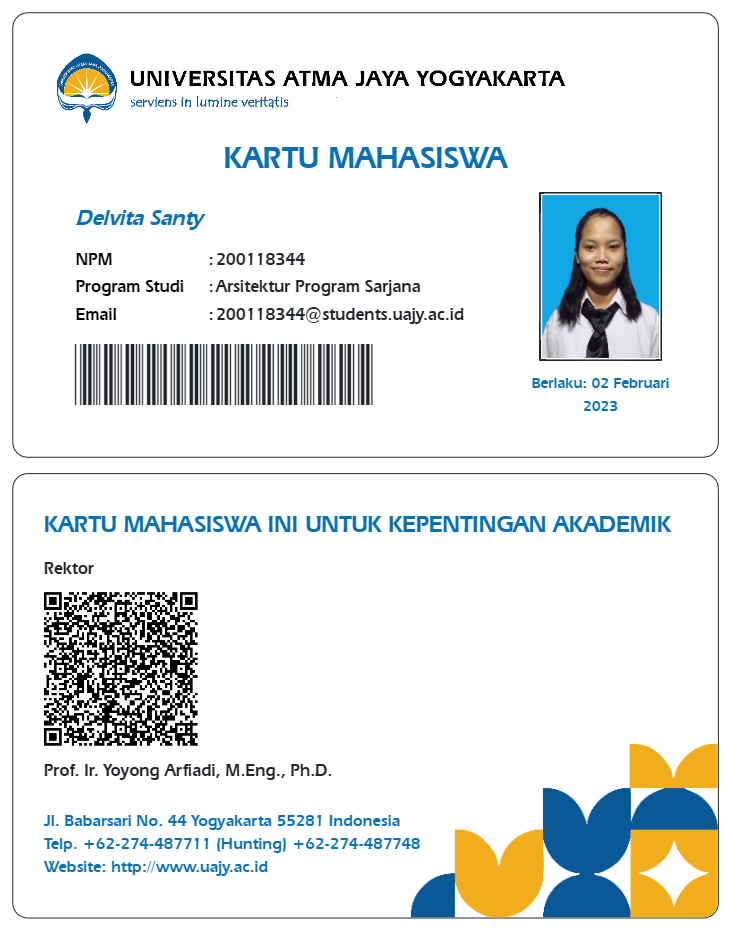 UNIVERSITAS ATMA JAYA YOGYAKARTA
serviens in lumine veritatis
KARTU MAHASISWA
Delvita Santy
NPM : 200118344
Program Studi : Arsitektur Program Sarjana
Email : 200118344@students.uajy.ac.id
Berlaku: 02 Februari
2023
KARTU MAHASISWA INI UNTUK KEPENTINGAN AKADEMIK
Rektor
Prof. Ir. Yoyong Arfiadi, M.Eng., Ph.D.
Jl. Babarsari No. 44 Yogyakarta 55281 Indonesia
Telp. +62-274-487711 (Hunting) +62-274-487748
Website: http://www.uajy.ac.id